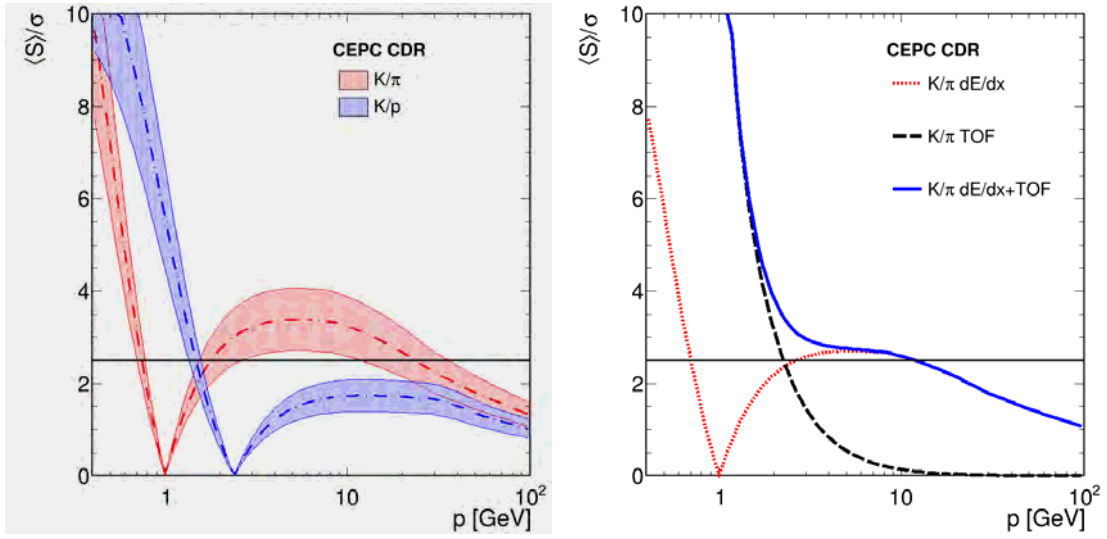 ⟨S⟩/σ
10
8
6
4
2
0
CEPC CDR
K/π
K/p
1
10
10²
p [GeV]
⟨S⟩/σ
10
8
6
4
2
0
CEPC CDR
K/π dE/dx
K/π TOF
K/π dE/dx+TOF
1
10
10²
p [GeV]